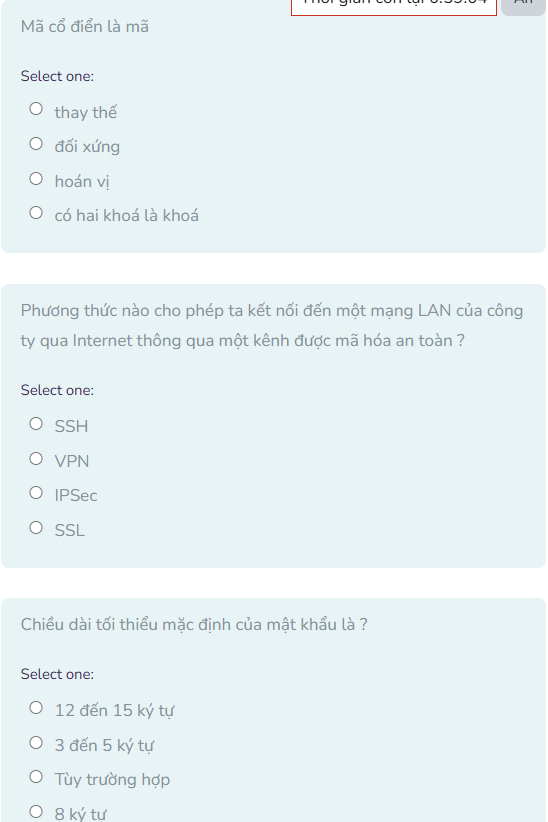 Mã cổ điển là mã
Select one:
thay thế
đối xứng
hoán vị
có hai khoá là khoá
Phương thức nào cho phép ta kết nối đến một mạng LAN của công
ty qua Internet thông qua một kênh được mã hóa an toàn ?
Select one:
SSH
VPN
IPSec
SSL
Chiều dài tối thiểu mặc định của mật khẩu là ?
Select one:
12 đến 15 ký tự
3 đến 5 ký tự
Tùy trường hợp
8 ký tự